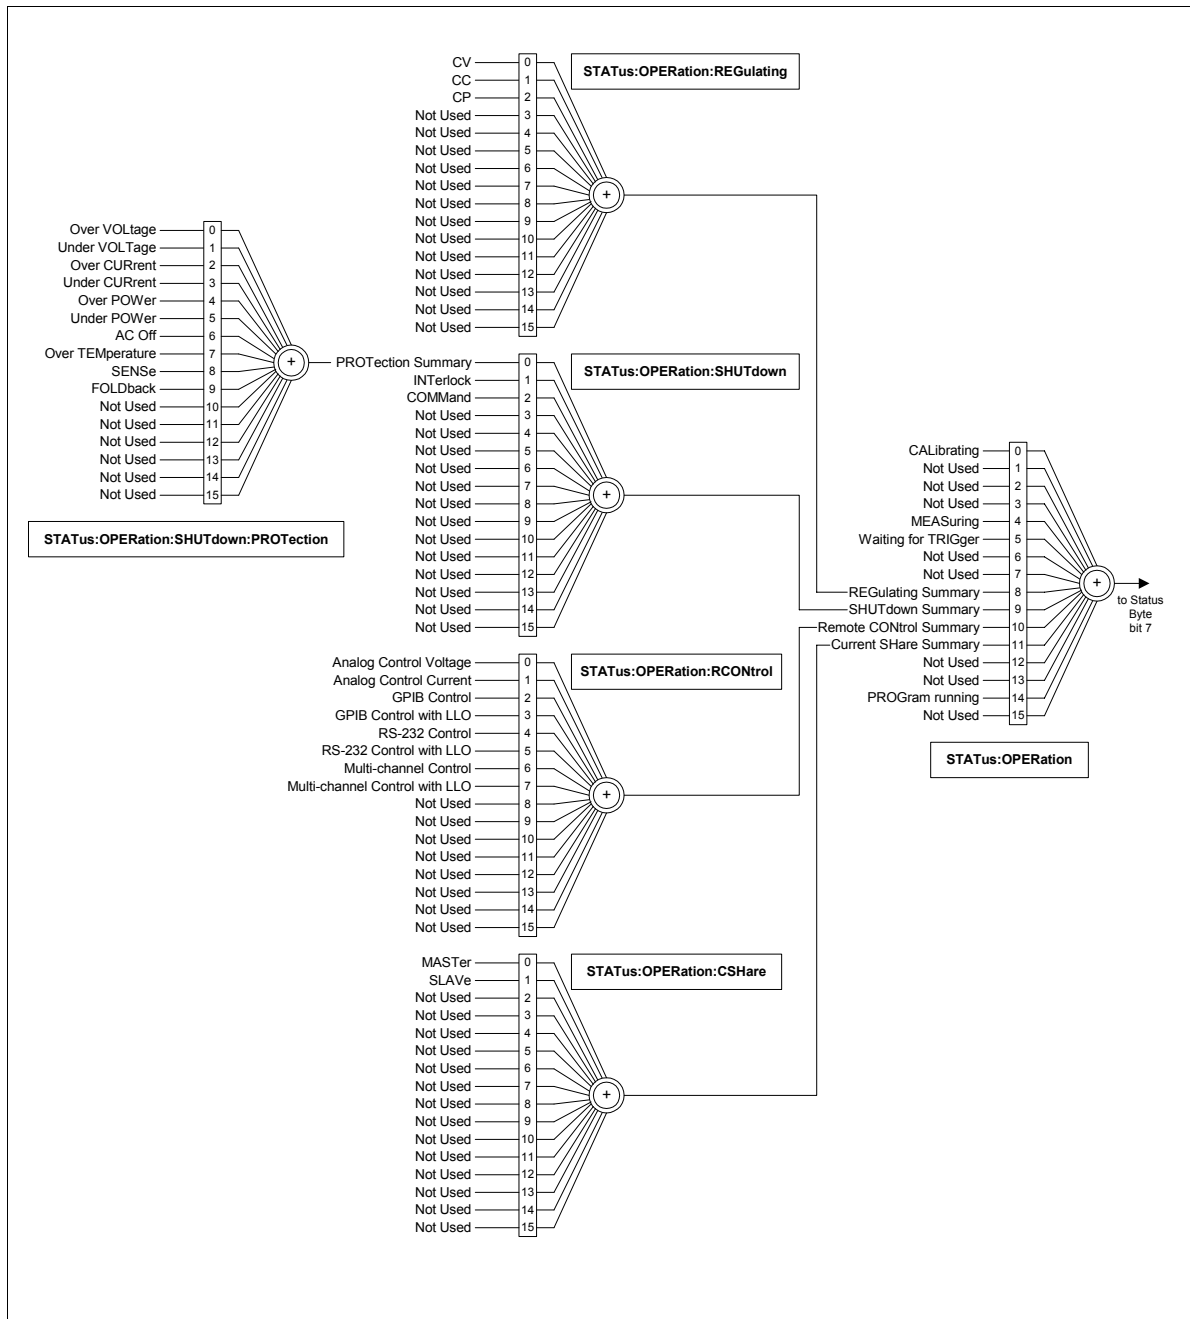 STATus:OPERation:REGulating
CV 0
CC 1
CP 2
Not Used 3
Not Used 4
Not Used 5
Not Used 6
Not Used 7
Not Used 8
Not Used 9
Not Used 10
Not Used 11
Not Used 12
Not Used 13
Not Used 14
Not Used 15
+
Over VOLtage 0
Under VOLTage 1
Over CURrent 2
Under CURrent 3
Over POWer 4
Under POWer 5
AC Off 6
Over TEMperature 7
SENSe 8
FOLDback 9
Not Used 10
Not Used 11
Not Used 12
Not Used 13
Not Used 14
Not Used 15
+
STATus:OPERation:SHUTdown:PROTection
STATus:OPERation:SHUTdown
PROTection Summary 0
INTerlock 1
COMMand 2
Not Used 3
Not Used 4
Not Used 5
Not Used 6
Not Used 7
Not Used 8
Not Used 9
Not Used 10
Not Used 11
Not Used 12
Not Used 13
Not Used 14
Not Used 15
+
STATus:OPERation:RCONtrol
Analog Control Voltage 0
Analog Control Current 1
GPIB Control 2
GPIB Control with LLO 3
RS-232 Control 4
RS-232 Control with LLO 5
Multi-channel Control 6
Multi-channel Control with LLO 7
Not Used 8
Not Used 9
Not Used 10
Not Used 11
Not Used 12
Not Used 13
Not Used 14
Not Used 15
+
STATus:OPERation:CSHare
MASTer 0
SLAVe 1
Not Used 2
Not Used 3
Not Used 4
Not Used 5
Not Used 6
Not Used 7
Not Used 8
Not Used 9
Not Used 10
Not Used 11
Not Used 12
Not Used 13
Not Used 14
Not Used 15
+
CALibrating 0
Not Used 1
Not Used 2
Not Used 3
MEASuring 4
Waiting for TRIGger 5
Not Used 6
Not Used 7
REGulating Summary 8
SHUTdown Summary 9
Remote CONtrol Summary 10
Current SHare Summary 11
Not Used 12
Not Used 13
PROGram running 14
Not Used 15
+
to Status
Byte
bit 7
STATus:OPERation